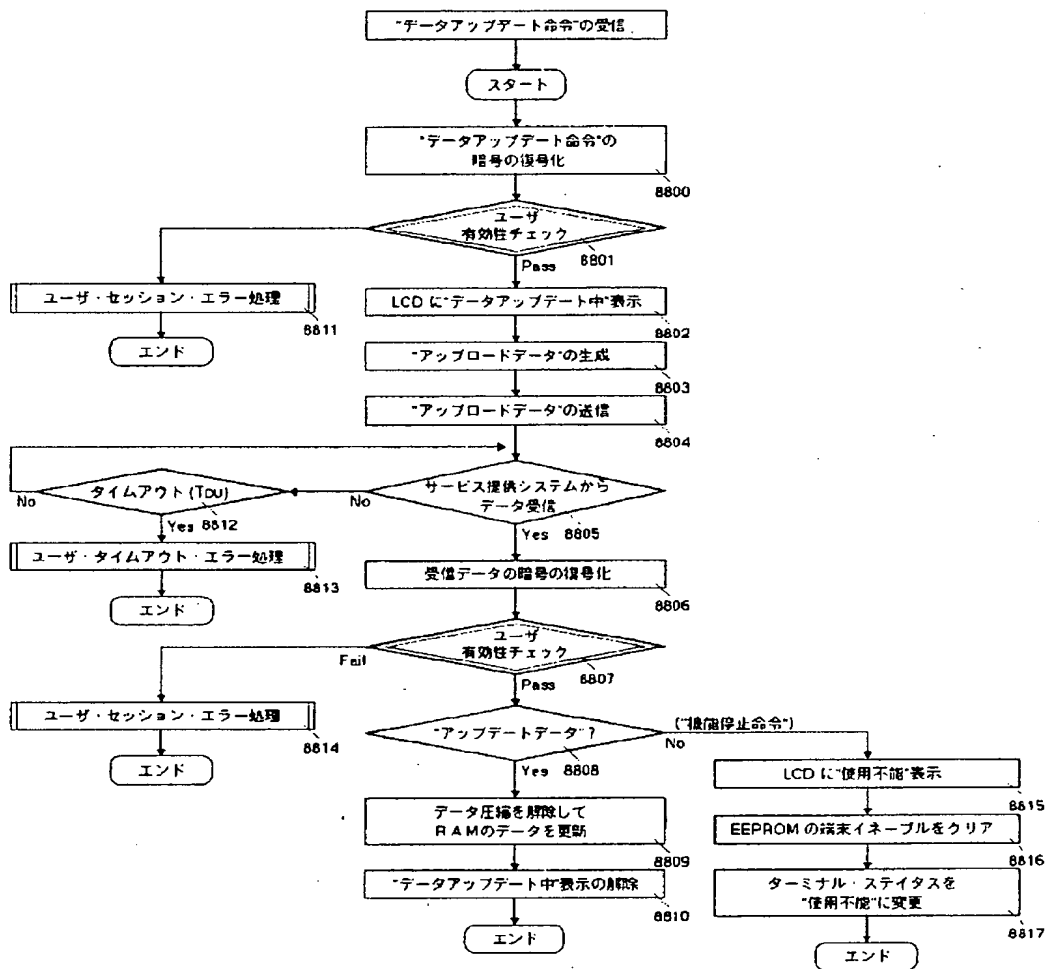 "データアップデート命令"の受信
スタート
"データアップデート命令"の
暗号の復号化
8800
ユーザ
有効性チェック
8801
Pass
ユーザ・セッション・エラー処理
8811
エンド
LCDに"データアップデート中"表示
8802
"アップロードデータ"の生成
8803
"アップロードデータ"の送信
8804
サービス提供システムから
データ受信
8805
No
Yes
タイムアウト(TDU)
8812
No
Yes
ユーザ・タイムアウト・エラー処理
8813
エンド
受信データの暗号の復号化
8806
ユーザ
有効性チェック
8807
Fail
Pass
ユーザ・セッション・エラー処理
8814
エンド
"アップデートデータ"?
8808
("機能停止命令")
No
Yes
LCDに"使用不能"表示
8815
データ圧縮を解除して
RAMのデータを更新
8809
EEPROMの端末イネーブルをクリア
8816
"データアップデート中"表示の解除
8810
ターミナル・ステイタスを
"使用不能"に変更
8817
エンド
エンド